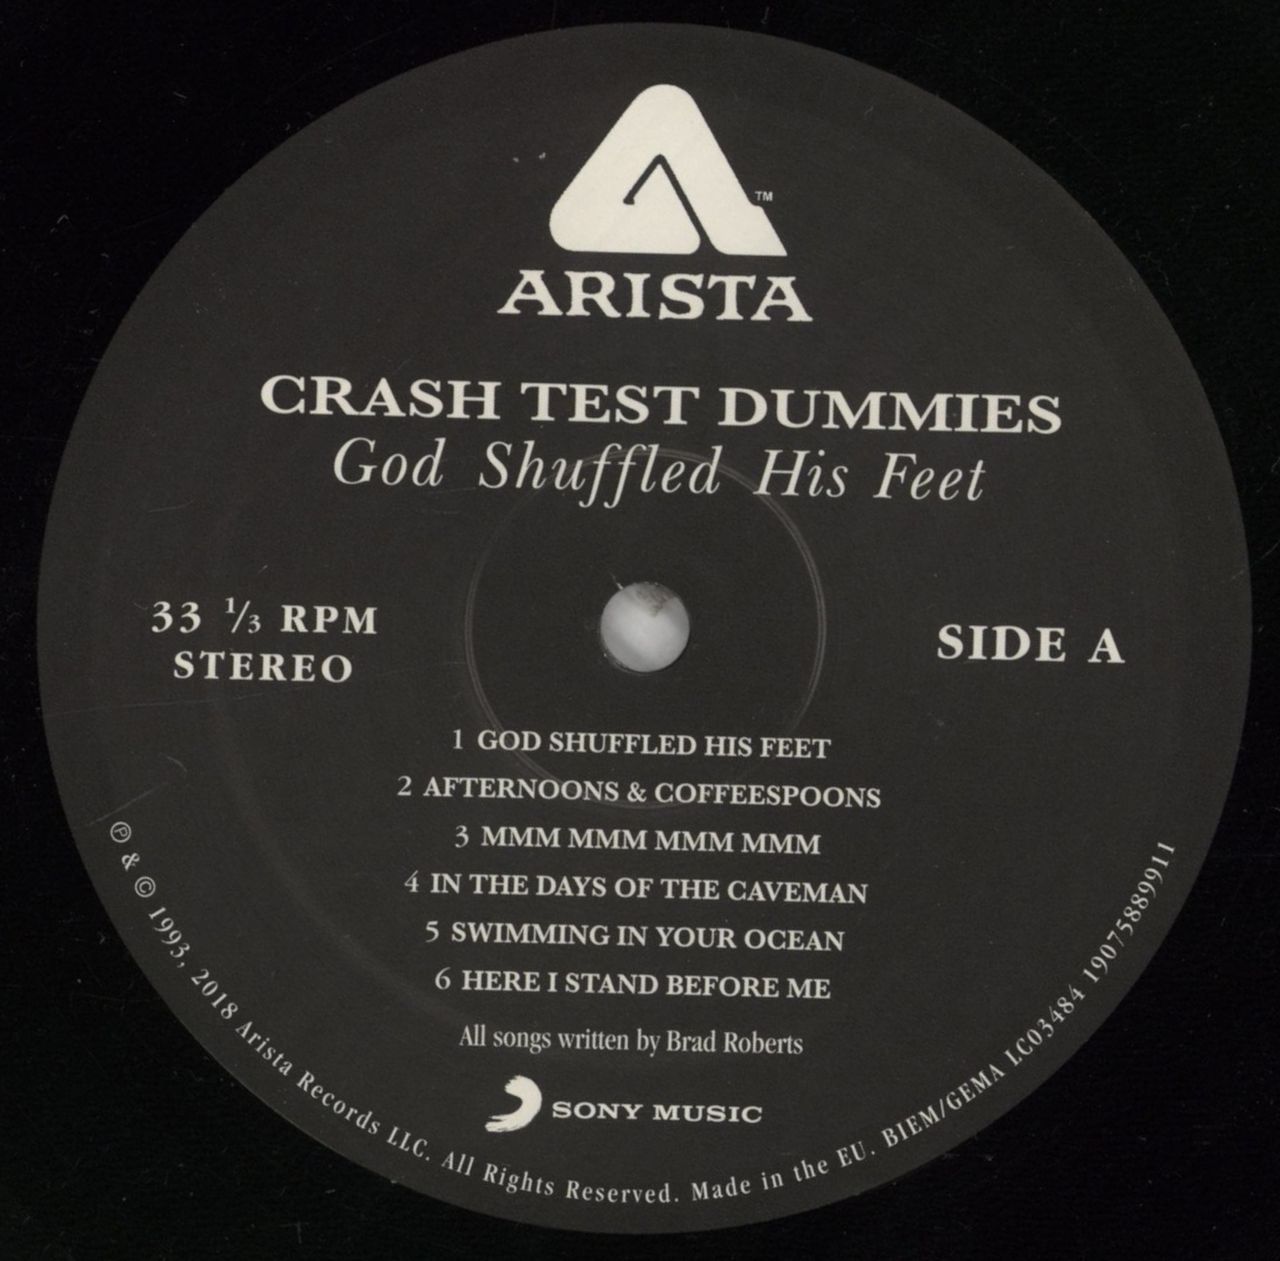 TM
ARISTA
CRASH TEST DUMMIES
God Shuffled His Feet
33 1/3 RPM
STEREO
SIDE A
1 GOD SHUFFLED HIS FEET
2 AFTERNOONS & COFFEESPOONS
3 MMM MMM MMM MMM
4 IN THE DAYS OF THE CAVEMAN
5 SWIMMING IN YOUR OCEAN
6 HERE I STAND BEFORE ME
All songs written by Brad Roberts
SONY MUSIC
℗ & © 1993, 2018 Arista Records LLC. All Rights Reserved. Made in the EU. BIEM/GEMA LC03484 19075889911